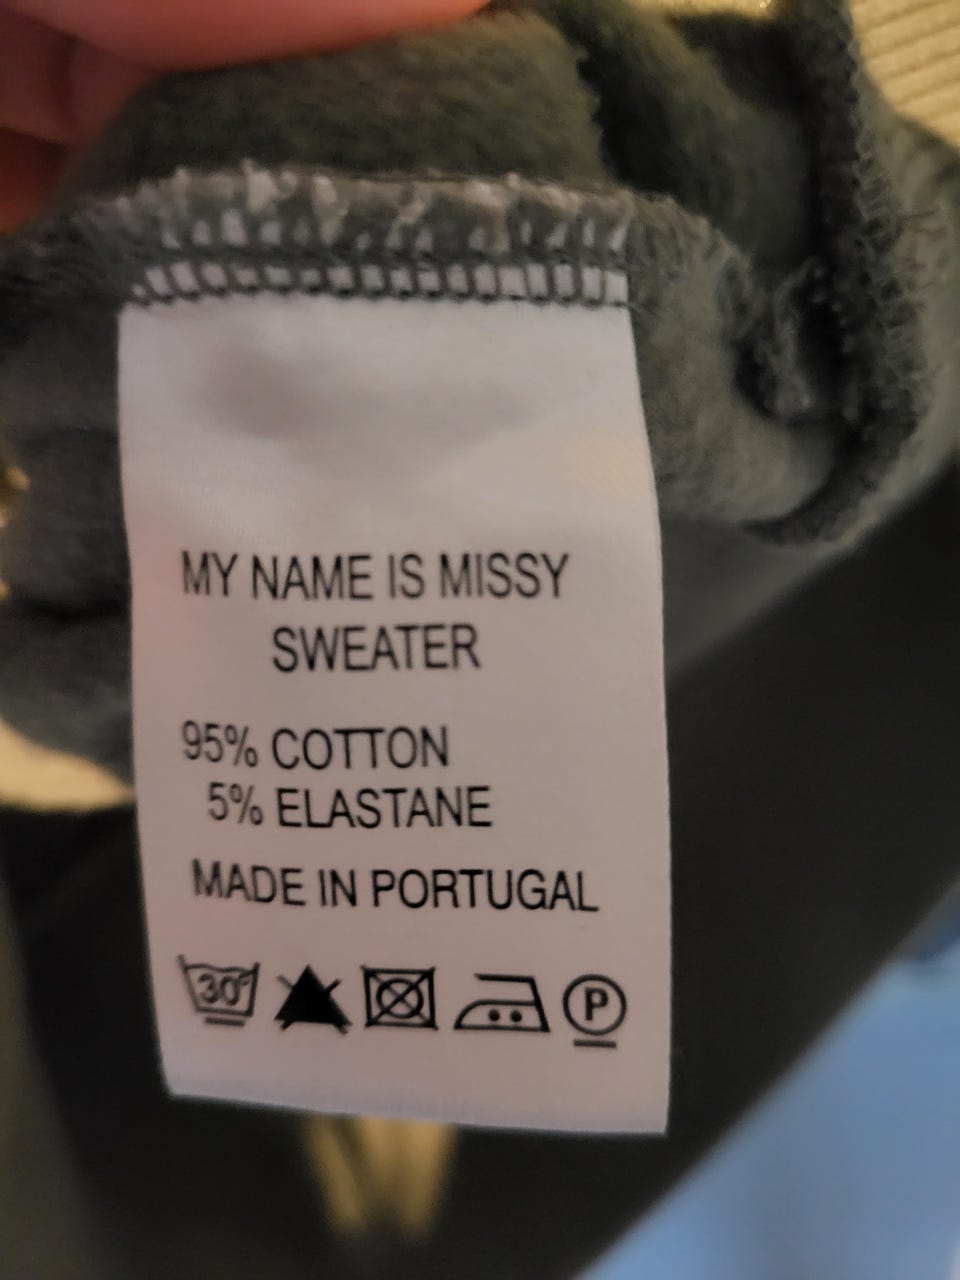 MY NAME IS MISSY
SWEATER
95% COTTON
5% ELASTANE
MADE IN PORTUGAL
30° P